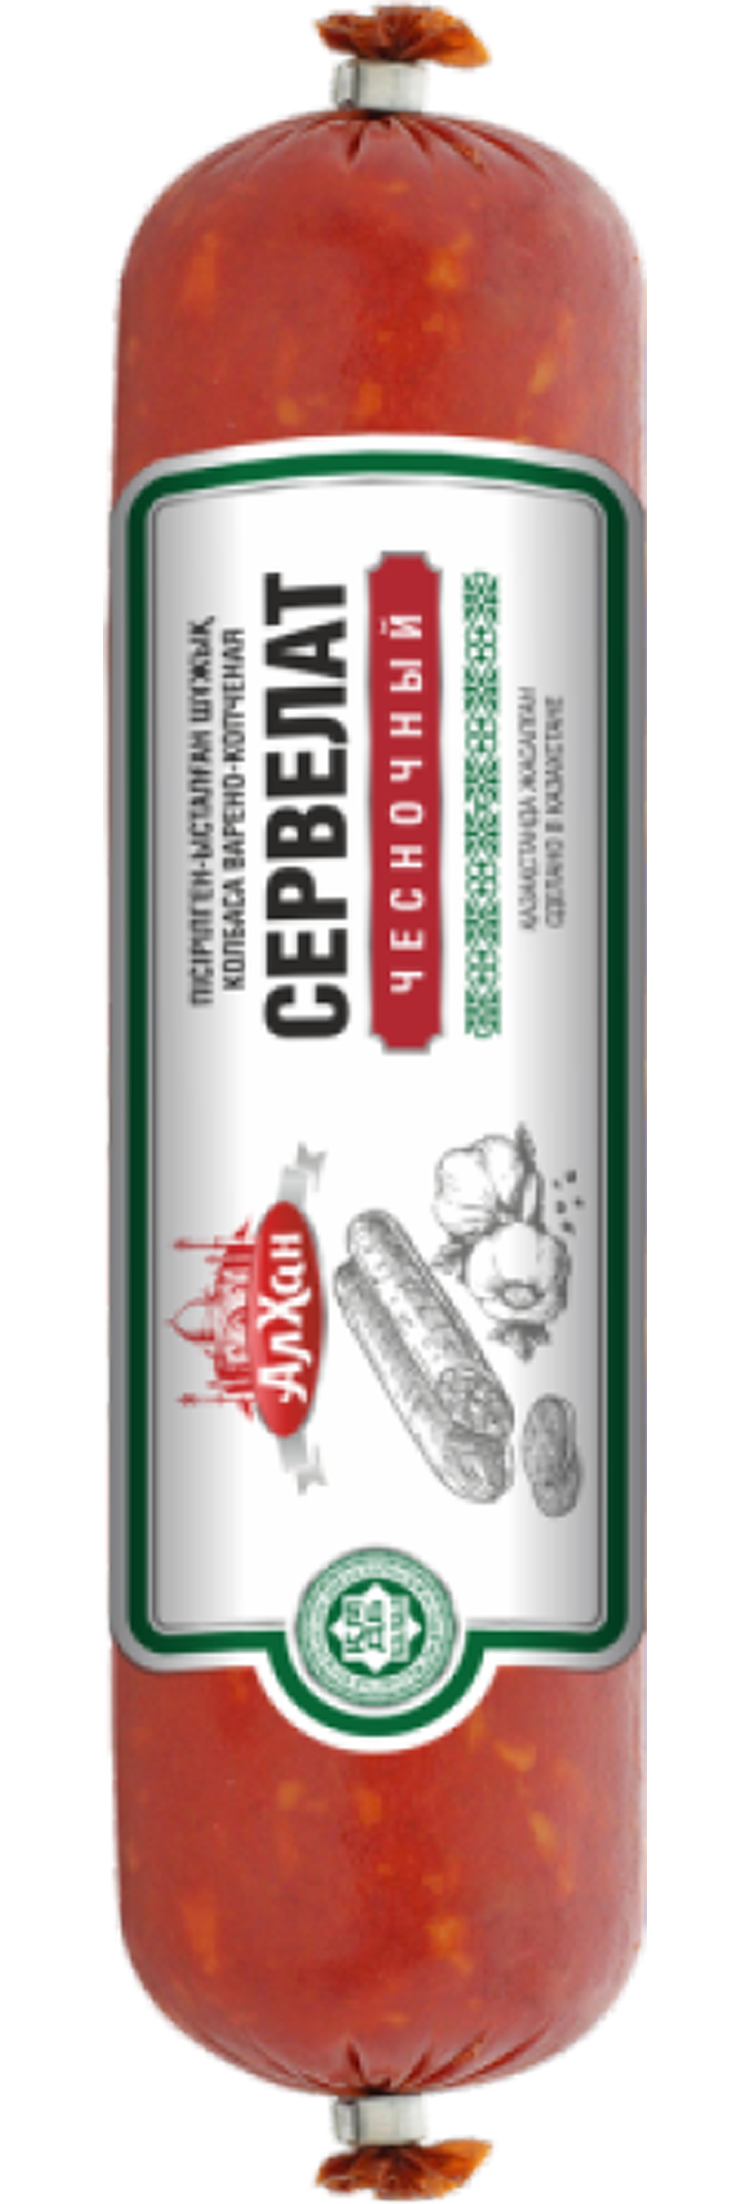 ПІСІРІЛГЕН-ЫСТАЛҒАН ШҰЖЫҚ
КОЛБАСА ВАРЕНО-КОПЧЕНАЯ
СЕРВЕЛАТ
ЧЕСНОЧНЫЙ
ҚАЗАҚСТАНДА ЖАСАЛҒАН
СДЕЛАНО В КАЗАХСТАНЕ
АлХан